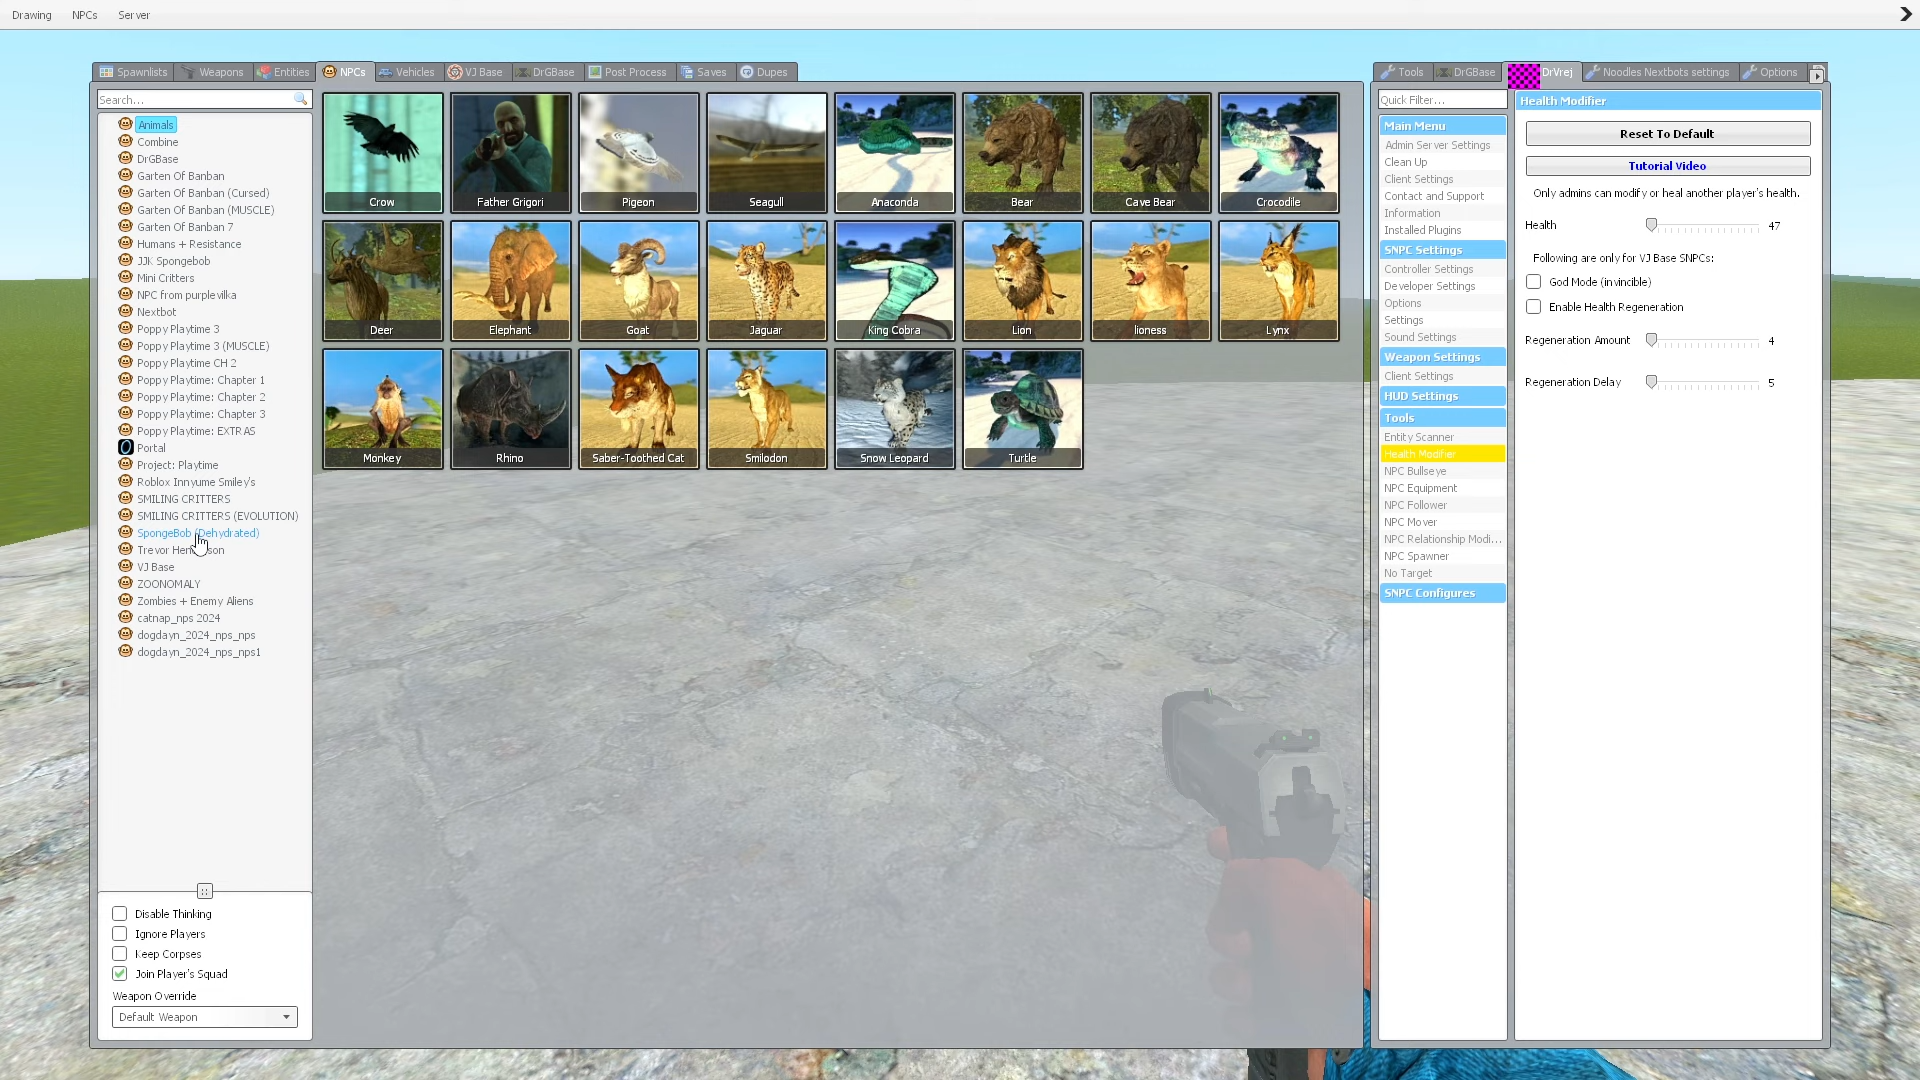 Drawing NPCs Server
Spawnlists Weapons Entities NPCs Vehicles VJ Base DrGBase Post Process Saves Dupes
Search...
Animals
Combine
DrGBase
Garten Of Banban
Garten Of Banban (Cursed)
Garten Of Banban (MUSCLE)
Garten Of Banban 7
Humans + Resistance
JJK Spongebob
Mini Critters
NPC from purplevilka
Nextbot
Poppy Playtime 3
Poppy Playtime 3 (MUSCLE)
Poppy Playtime CH 2
Poppy Playtime: Chapter 1
Poppy Playtime: Chapter 2
Poppy Playtime: Chapter 3
Poppy Playtime: EXTRAS
Portal
Project: Playtime
Roblox Innyume Smiley's
SMILING CRITTERS
SMILING CRITTERS (EVOLUTION)
SpongeBob (Dehydrated)
Trevor
VJ Base
ZOONOMALY
Zombies + Enemy Aliens
catnap_nps 2024
dogdayn_2024_nps_nps
dogdayn_2024_nps_nps1
Disable Thinking
Ignore Players
Keep Corpses
Join Player's Squad
Weapon Override
Default Weapon
Crow Father Grigori Pigeon Seagull Anaconda Bear Cave Bear Crocodile
Deer Elephant Goat Jaguar King Cobra Lion lioness Lynx
Monkey Rhino Saber-Toothed Cat Smilodon Snow Leopard Turtle
Tools DrGBase DrVrej Noodles Nextbots settings Options
Quick Filter...
Main Menu
Admin Server Settings
Clean Up
Client Settings
Contact and Support
Information
Installed Plugins
SNPC Settings
Controller Settings
Developer Settings
Options
Settings
Sound Settings
Weapon Settings
Client Settings
HUD Settings
Tools
Entity Scanner
Health Modifier
NPC Bullseye
NPC Equipment
NPC Follower
NPC Mover
NPC Relationship Modi...
NPC Spawner
No Target
SNPC Configures
Health Modifier
Reset To Default
Tutorial Video
Only admins can modify or heal another player's health.
Health 47
Following are only for VJ Base SNPCs:
God Mode (invincible)
Enable Health Regeneration
Regeneration Amount 4
Regeneration Delay 5